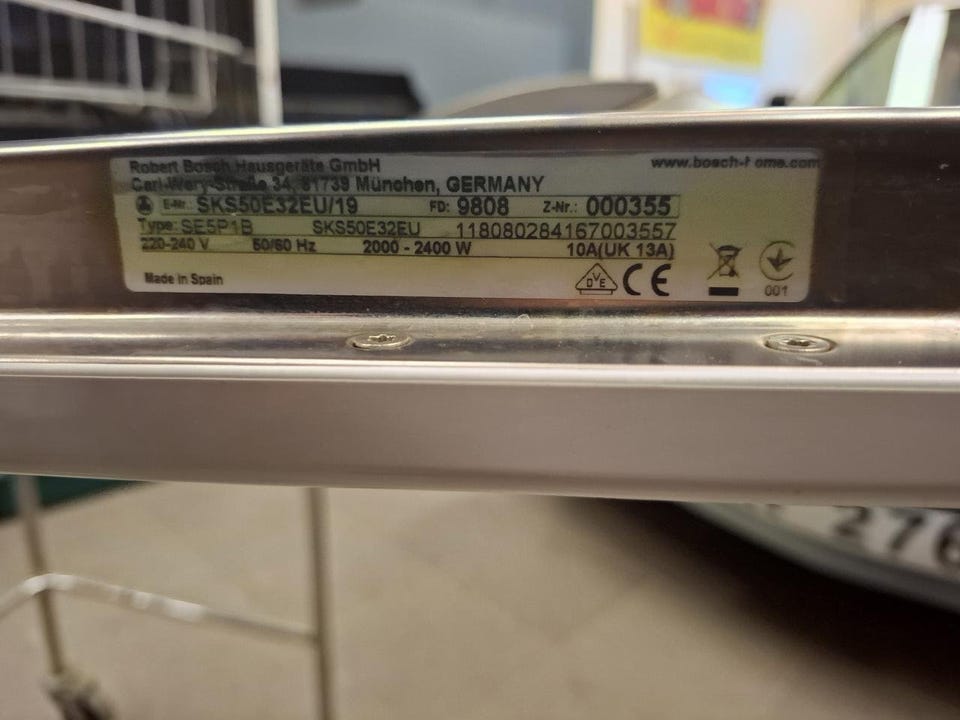 Robert Bosch Hausgeräte GmbH www.bosch-home.com
Carl-Wery-Straße 34, 81739 München, GERMANY
E-Nr. SKS50E32EU/19 FD: 9808 Z-Nr.: 000355
Type: SE5P1B SKS50E32EU 118080284167003557
220-240 V 50/60 Hz 2000 - 2400 W 10A(UK 13A)
Made in Spain DVE CE 001
276